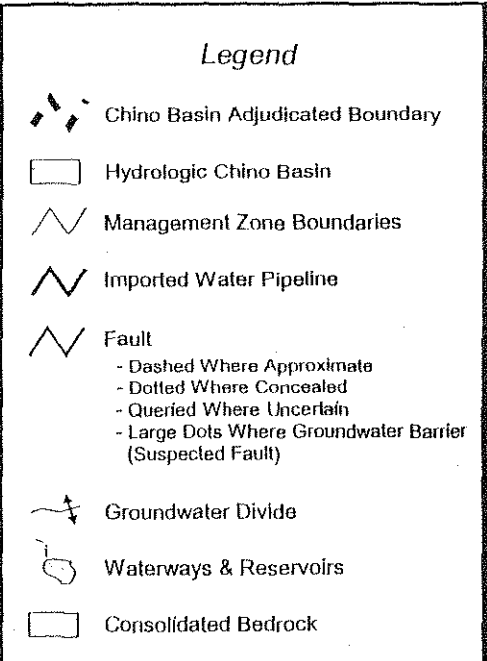 Legend
Chino Basin Adjudicated Boundary
Hydrologic Chino Basin
Management Zone Boundaries
Imported Water Pipeline
Fault
- Dashed Where Approximate
- Dotted Where Concealed
- Queried Where Uncertain
- Large Dots Where Groundwater Barrier
(Suspected Fault)
Groundwater Divide
Waterways & Reservoirs
Consolidated Bedrock